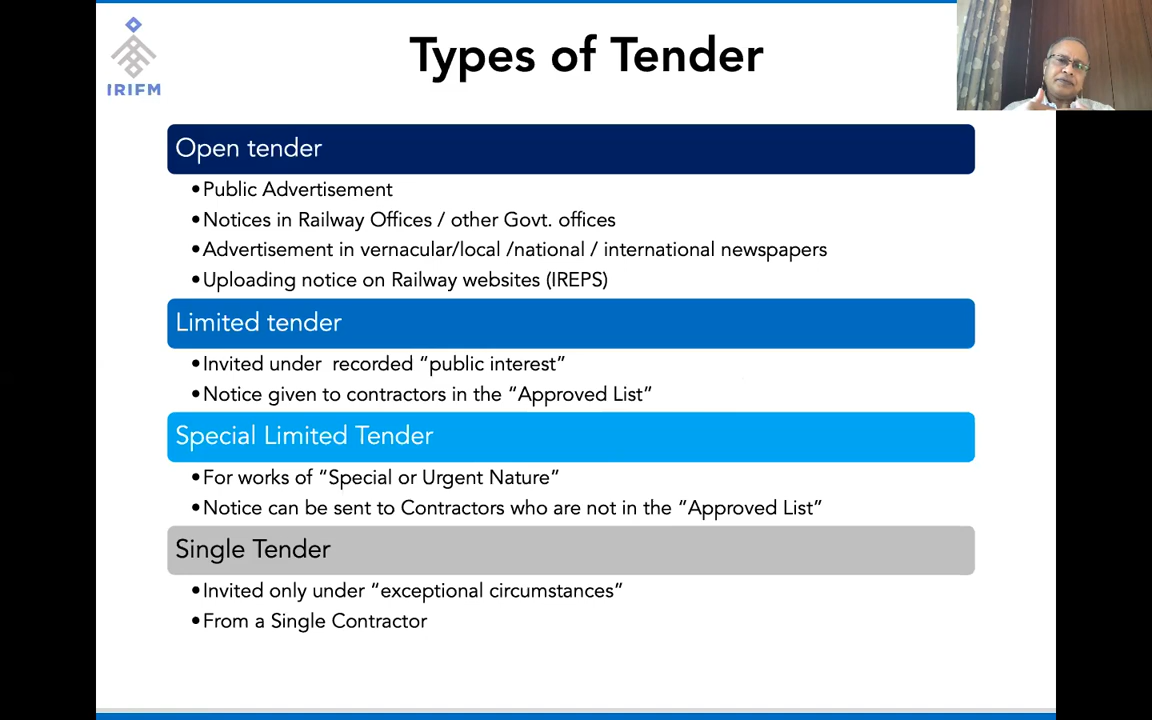 IRIFM
Types of Tender
Open tender
•Public Advertisement
•Notices in Railway Offices / other Govt. offices
•Advertisement in vernacular/local /national / international newspapers
•Uploading notice on Railway websites (IREPS)
Limited tender
•Invited under  recorded “public interest”
•Notice given to contractors in the “Approved List”
Special Limited Tender
•For works of “Special or Urgent Nature”
•Notice can be sent to Contractors who are not in the “Approved List”
Single Tender
•Invited only under “exceptional circumstances”
•From a Single Contractor